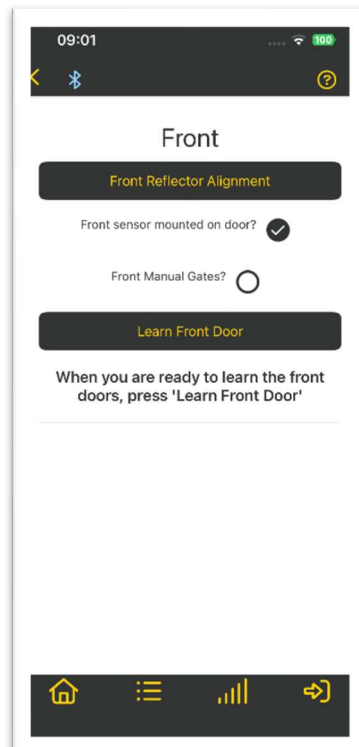 09:01
100
Front
Front Reflector Alignment
Front sensor mounted on door?
Front Manual Gates?
Learn Front Door
When you are ready to learn the front
doors, press 'Learn Front Door'